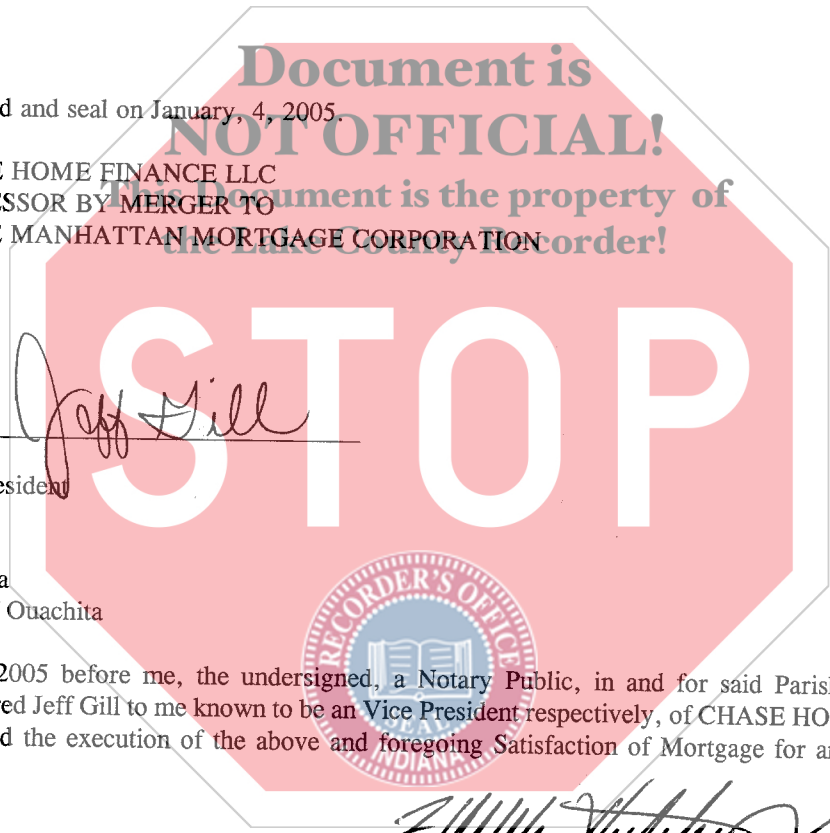 Document is
d and seal on January, 4, 2005.
NOT OFFICIAL!
E HOME FINANCE LLC
This Document is the property of
ESSOR BY MERGER TO
E MANHATTAN MORTGAGE CORPORATION
the Lake County Recorder!
STOP
Jeff Gill
esident
a
Ouachita
RECORDER'S OFFICE
2005 before me, the undersigned, a Notary Public, in and for said Paris
ed Jeff Gill to me known to be an Vice President respectively, of CHASE HO
d the execution of the above and foregoing Satisfaction of Mortgage for a
SEAL
INDIANA